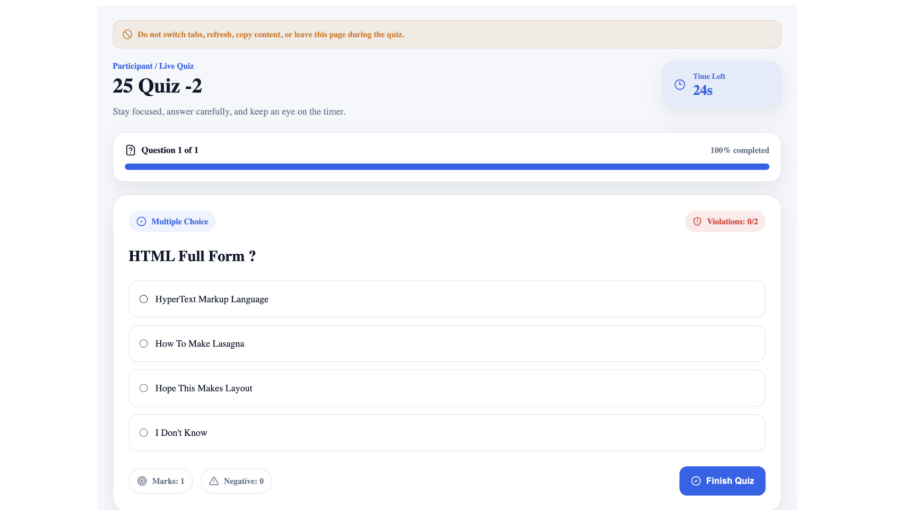 Do not switch tabs, refresh, copy content, or leave this page during the quiz.
Participant / Live Quiz
25 Quiz -2
Stay focused, answer carefully, and keep an eye on the timer.
Time Left
24s
Question 1 of 1
100% completed
Multiple Choice
Violations: 0/2
HTML Full Form ?
HyperText Markup Language
How To Make Lasagna
Hope This Makes Layout
I Don't Know
Marks: 1
Negative: 0
Finish Quiz